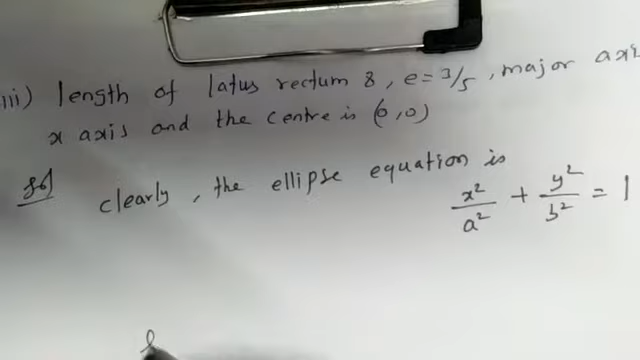 iii) length of latus rectum 8, e = 3/5, major axi
x axis and the centre is (0,0)
Sol clearly, the ellipse equation is
x²/a² + y²/b² = 1